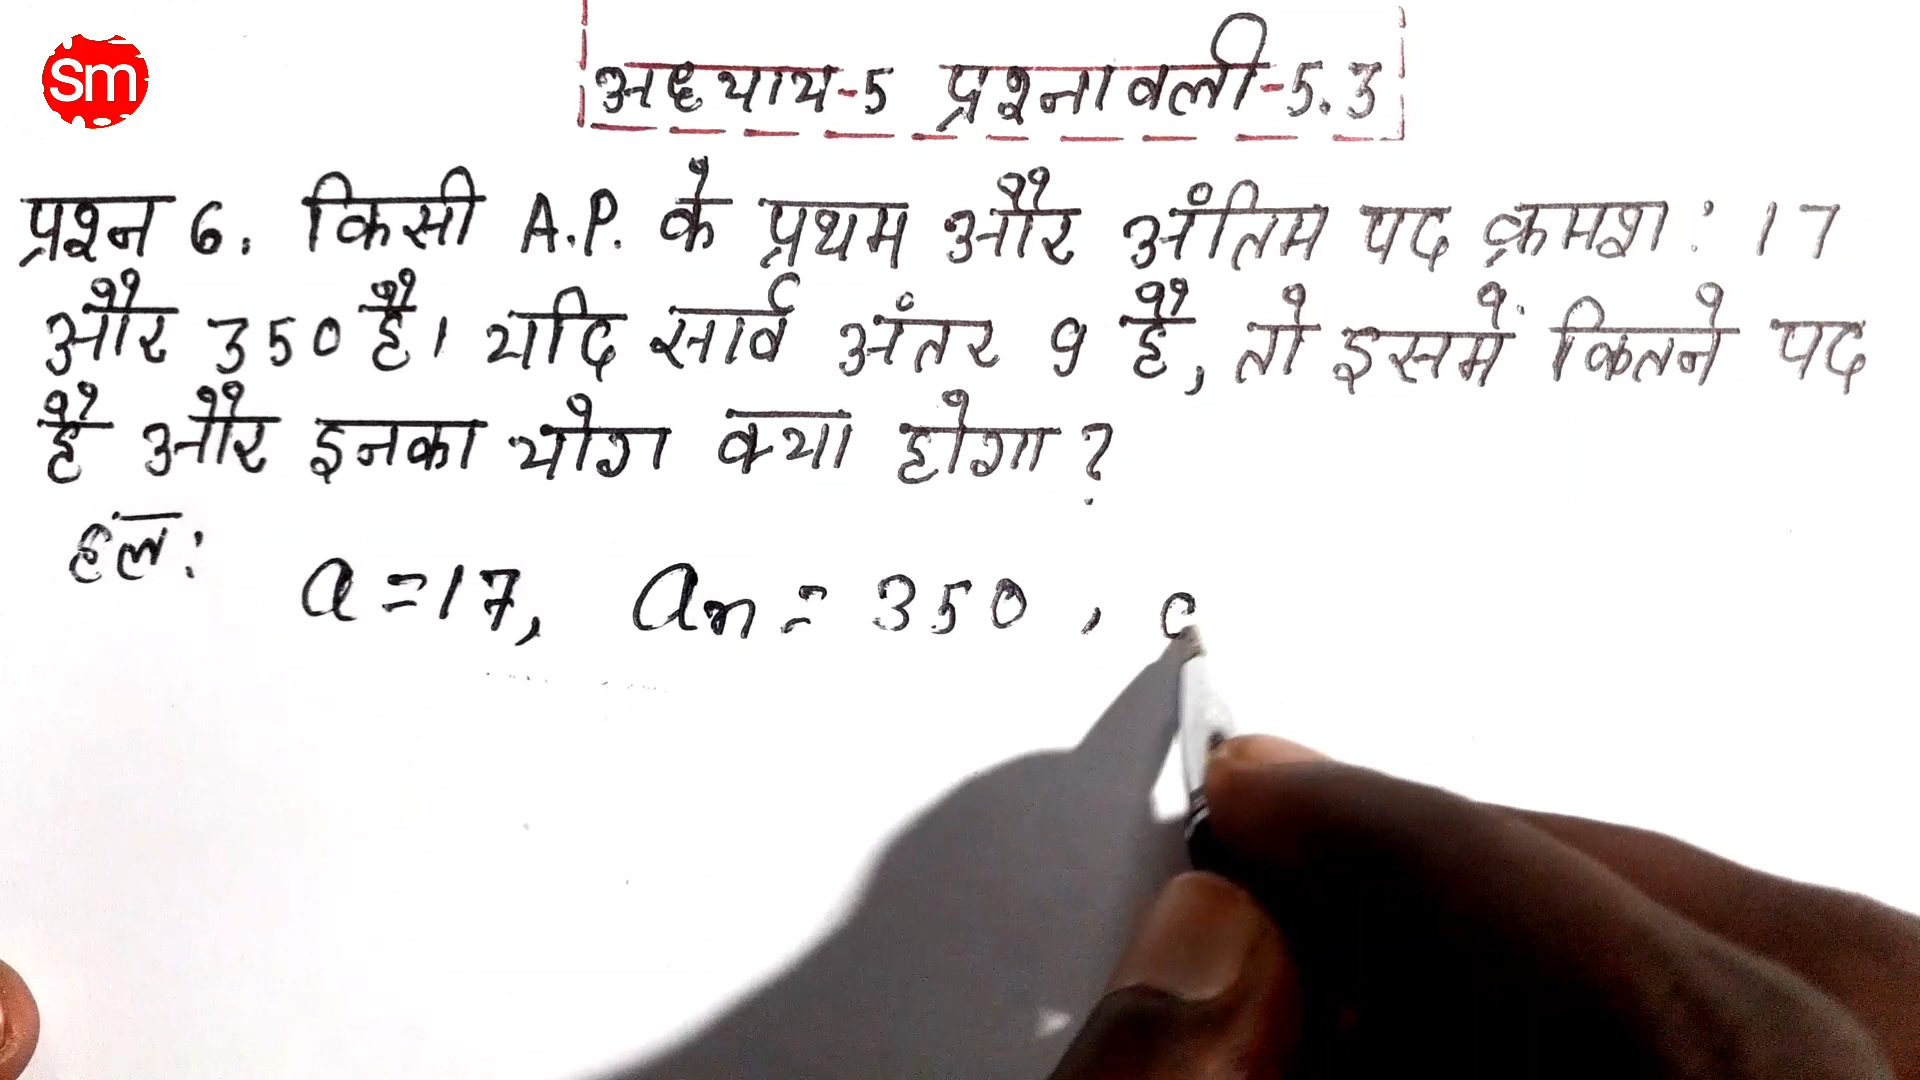 sm
अध्याय-5 प्रश्नावली-5.3
प्रश्न 6. किसी A.P. के प्रथम और अंतिम पद क्रमश: 17
और 350 हैं। यदि सार्व अंतर 9 है, तो इसमें कितने पद
हैं और इनका योग क्या होगा?
हल:
a = 17, an = 350,